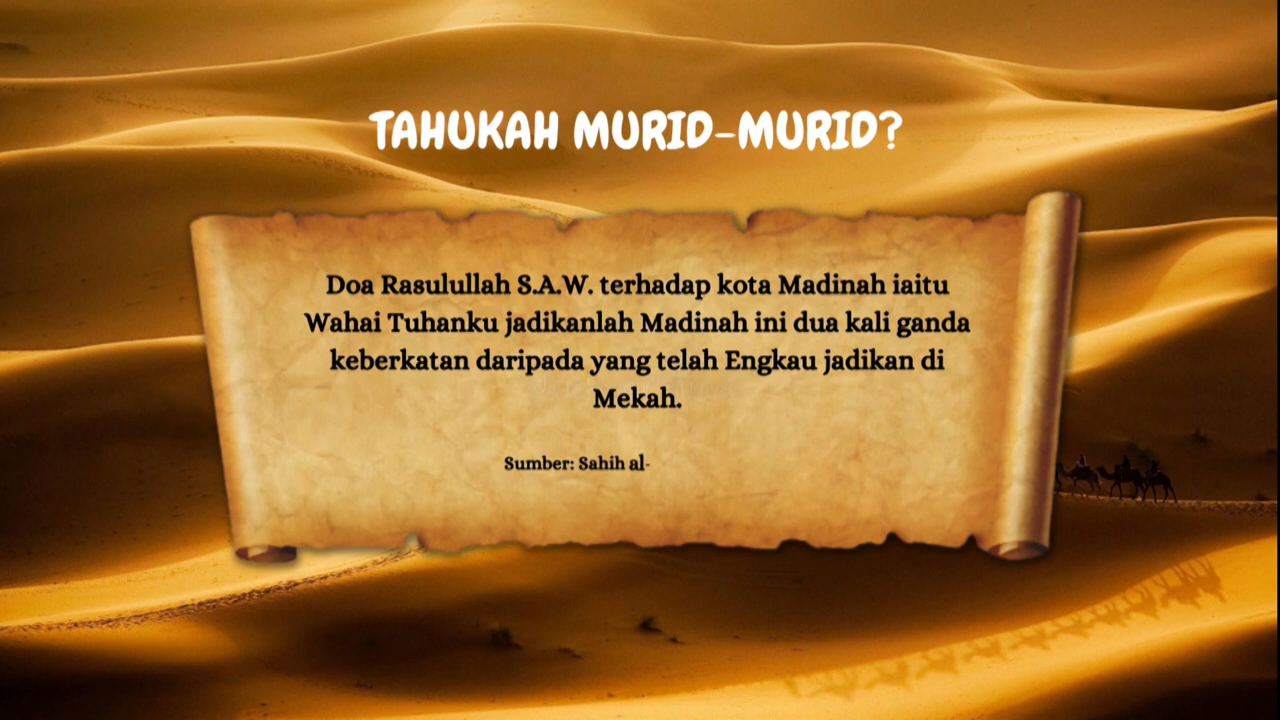 TAHUKAH MURID-MURID?
Doa Rasulullah S.A.W. terhadap kota Madinah iaitu
Wahai Tuhanku jadikanlah Madinah ini dua kali ganda
keberkatan daripada yang telah Engkau jadikan di
Mekah.
Sumber: Sahih al-